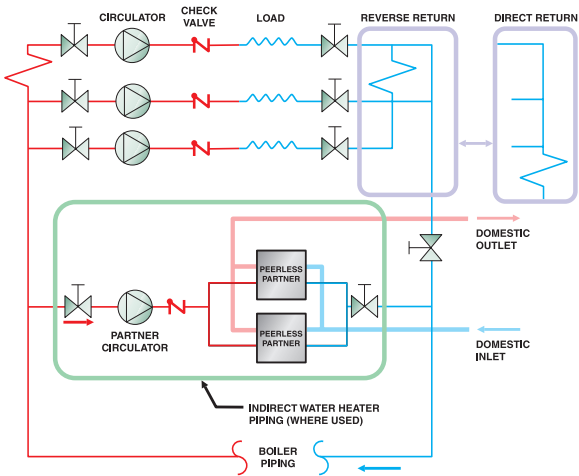 CIRCULATOR
CHECK
VALVE
LOAD
REVERSE RETURN
DIRECT RETURN
DOMESTIC
OUTLET
PEERLESS
PARTNER
PEERLESS
PARTNER
PARTNER
CIRCULATOR
DOMESTIC
INLET
INDIRECT WATER HEATER
PIPING (WHERE USED)
BOILER
PIPING